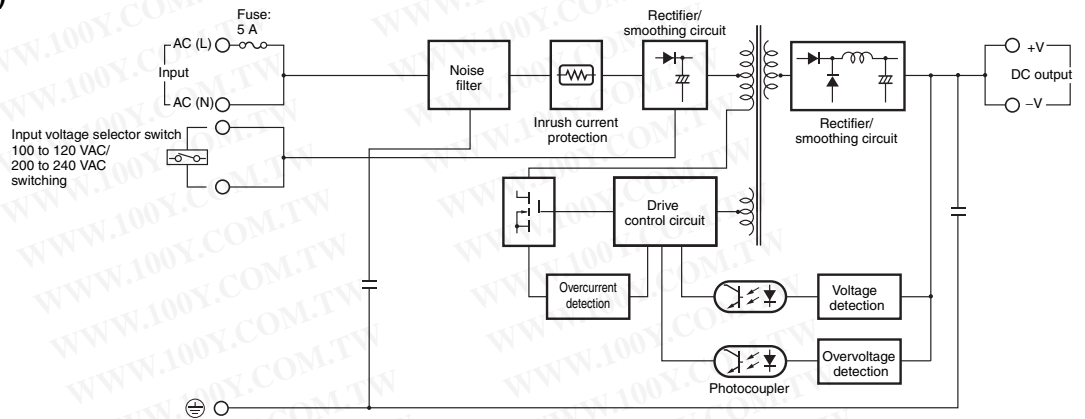 )
Fuse:
5 A
AC (L)
Input
AC (N)
Input voltage selector switch
100 to 120 VAC/
200 to 240 VAC
switching
Noise
filter
Inrush current
protection
Rectifier/
smoothing circuit
Rectifier/
smoothing circuit
+V
DC output
−V
Drive
control circuit
Overcurrent
detection
Voltage
detection
Overvoltage
detection
Photocoupler
WWW.100Y.COM.TW